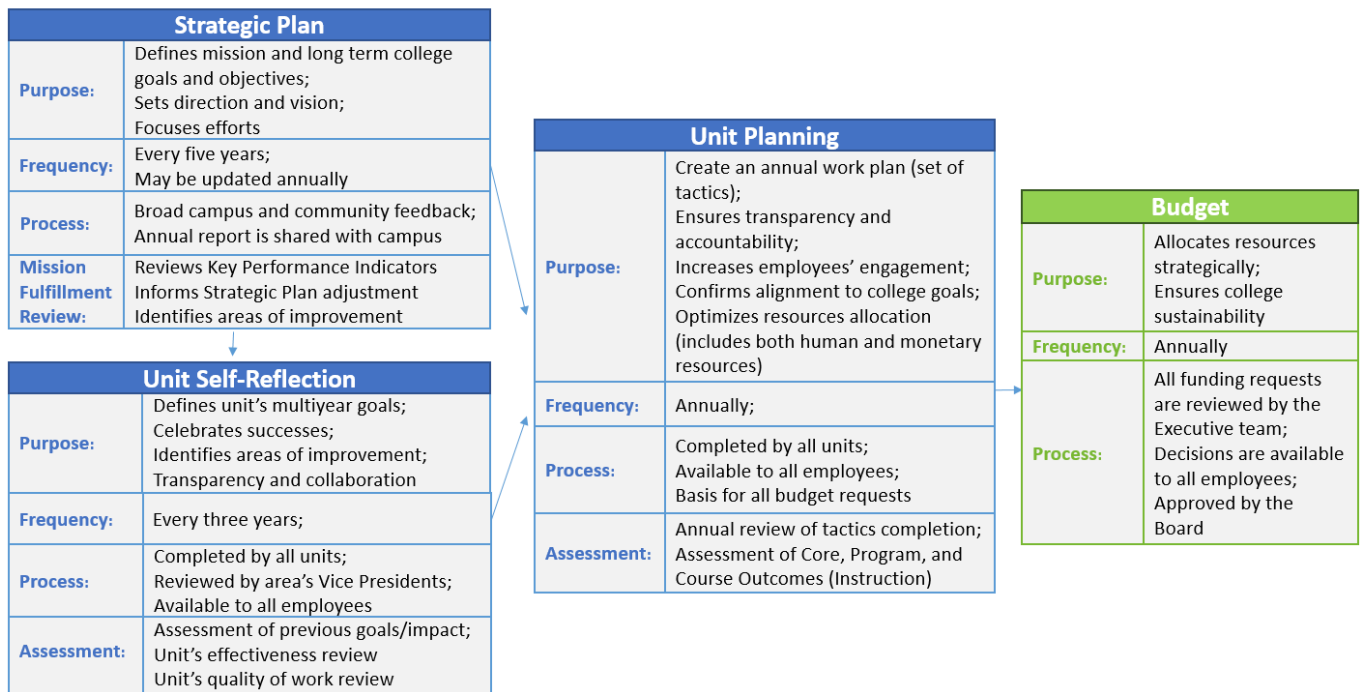 Strategic Plan
Purpose:
Defines mission and long term college
goals and objectives;
Sets direction and vision;
Focuses efforts
Frequency:
Every five years;
May be updated annually
Process:
Broad campus and community feedback;
Annual report is shared with campus
Mission
Fulfillment
Review:
Reviews Key Performance Indicators
Informs Strategic Plan adjustment
Identifies areas of improvement
Unit Self-Reflection
Purpose:
Defines unit's multiyear goals;
Celebrates successes;
Identifies areas of improvement;
Transparency and collaboration
Frequency:
Every three years;
Process:
Completed by all units;
Reviewed by area's Vice Presidents;
Available to all employees
Assessment:
Assessment of previous goals/impact;
Unit's effectiveness review
Unit's quality of work review
Unit Planning
Purpose:
Create an annual work plan (set of
tactics);
Ensures transparency and
accountability;
Increases employees' engagement;
Confirms alignment to college goals;
Optimizes resources allocation
(includes both human and monetary
resources)
Frequency:
Annually;
Process:
Completed by all units;
Available to all employees;
Basis for all budget requests
Assessment:
Annual review of tactics completion;
Assessment of Core, Program, and
Course Outcomes (Instruction)
Budget
Purpose:
Allocates resources
strategically;
Ensures college
sustainability
Frequency:
Annually
Process:
All funding requests
are reviewed by the
Executive team;
Decisions are available
to all employees;
Approved by the
Board